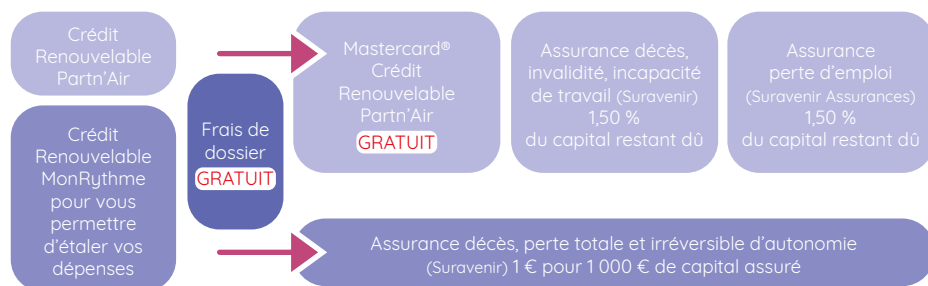 Crédit
Renouvelable
Partn’Air
Crédit
Renouvelable
MonRythme
pour vous
permettre
d’étaler vos
dépenses
Frais de
dossier
GRATUIT
Mastercard®
Crédit
Renouvelable
Partn’Air
GRATUIT
Assurance décès,
invalidité, incapacité
de travail (Suravenir)
1,50 %
du capital restant dû
Assurance
perte d’emploi
(Suravenir Assurances)
1,50 %
du capital restant dû
Assurance décès, perte totale et irréversible d’autonomie
(Suravenir) 1 € pour 1 000 € de capital assuré